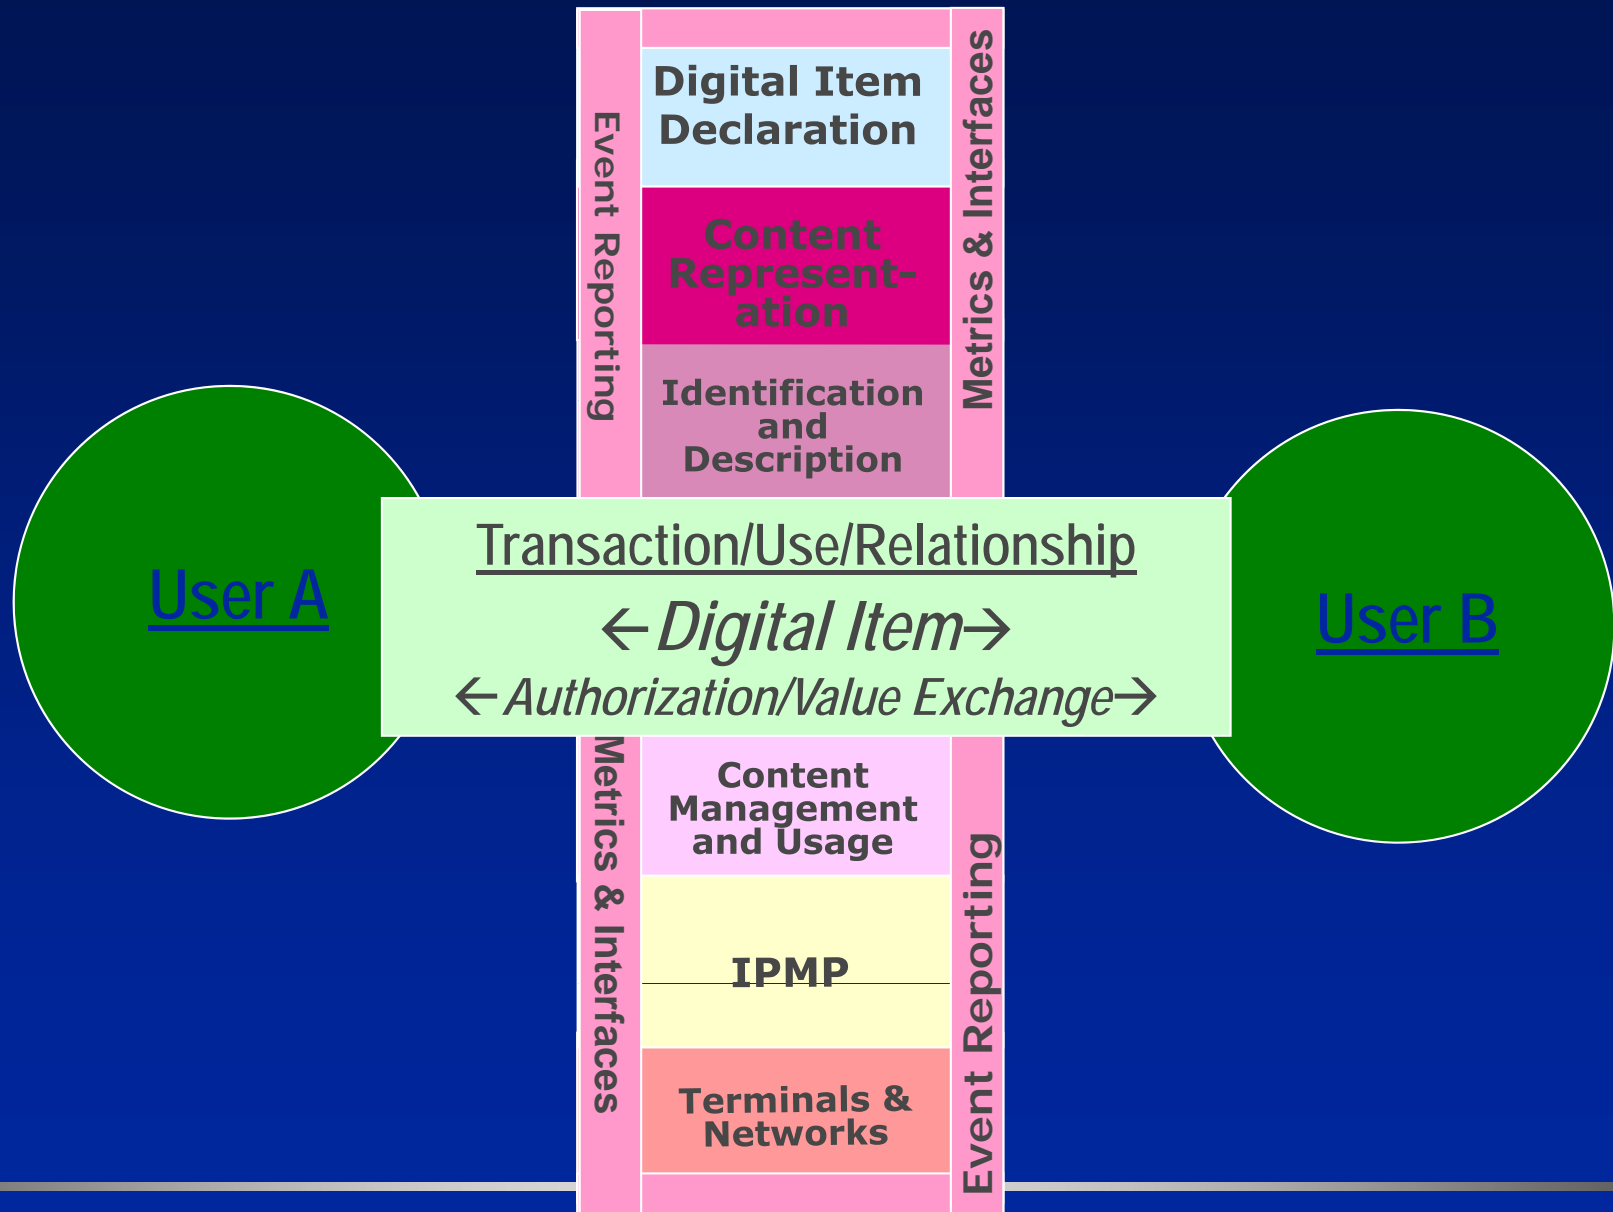 Digital Item
Declaration
Event Reporting
Metrics & Interfaces
Content
Represent-
ation
Identification
and
Description
User A
Transaction/Use/Relationship
←Digital Item→
←Authorization/Value Exchange→
User B
Metrics & Interfaces
Content
Management
and Usage
Event Reporting
IPMP
Terminals &
Networks